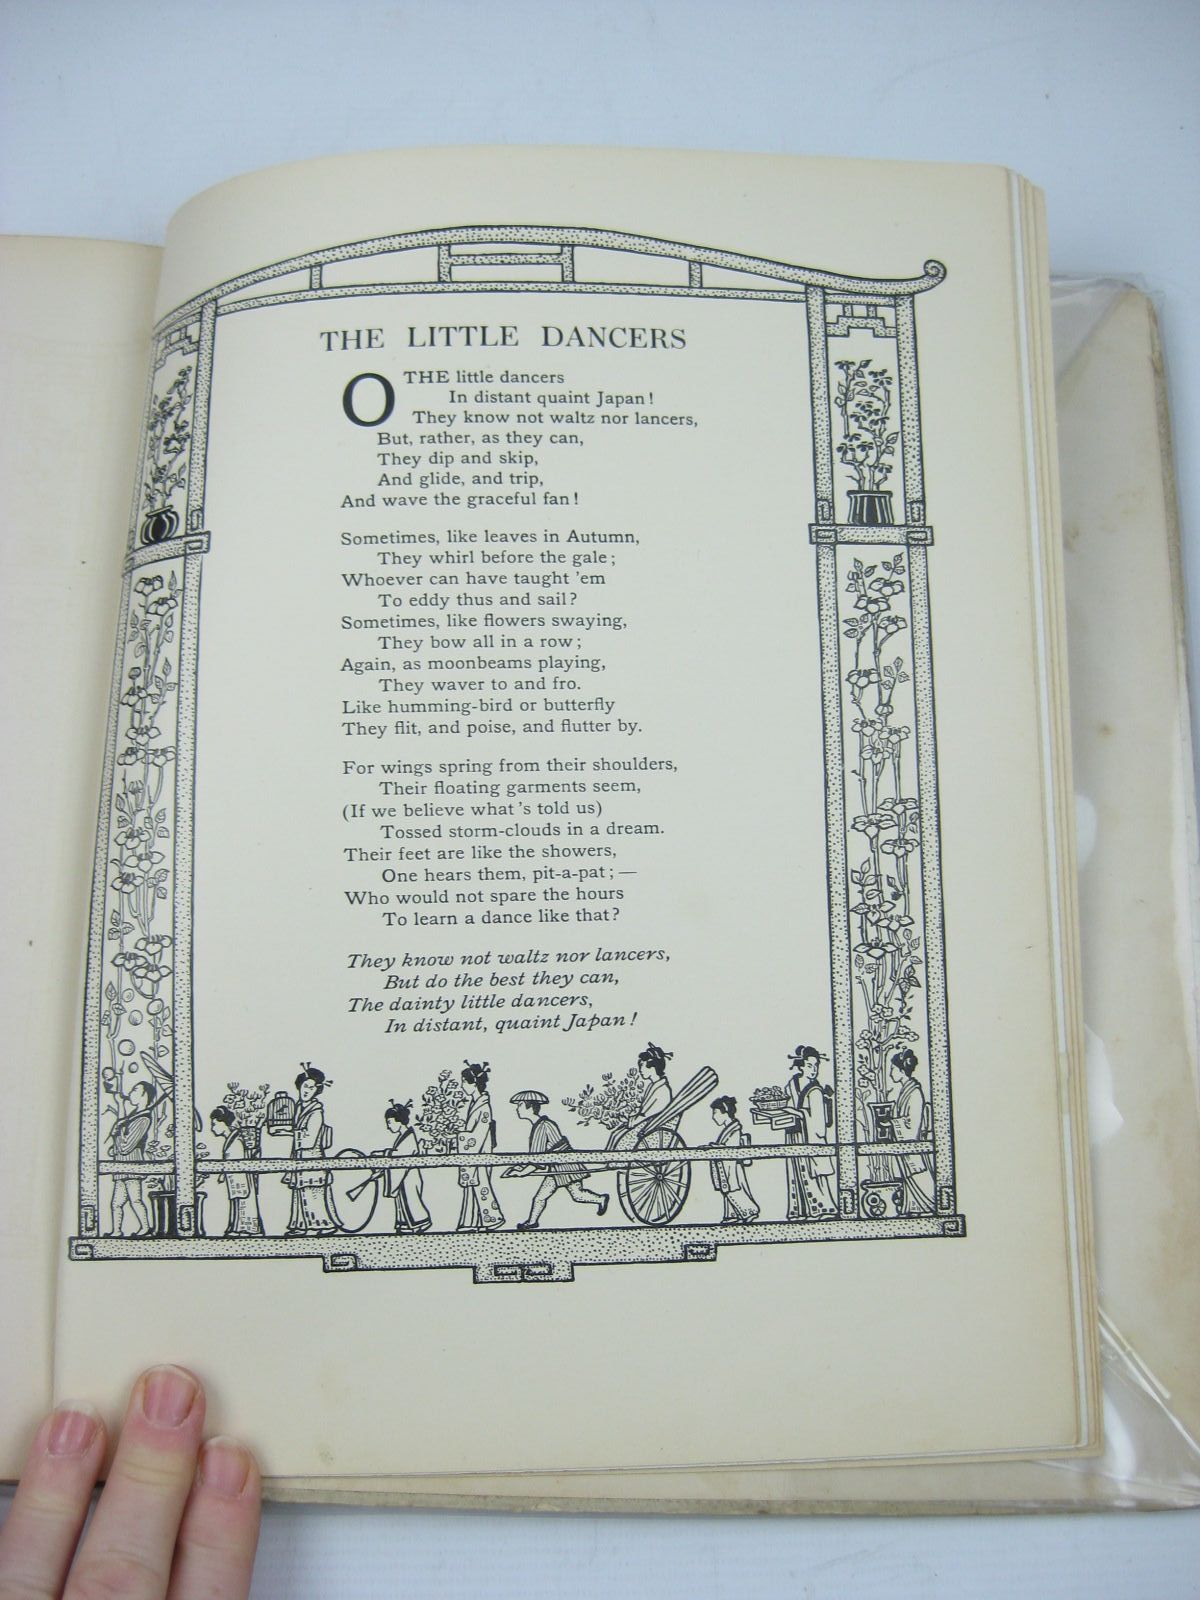 THE LITTLE DANCERS
O THE little dancers
In distant quaint Japan!
They know not waltz nor lancers,
But, rather, as they can,
They dip and skip,
And glide, and trip,
And wave the graceful fan!
Sometimes, like leaves in Autumn,
They whirl before the gale;
Whoever can have taught 'em
To eddy thus and sail?
Sometimes, like flowers swaying,
They bow all in a row;
Again, as moonbeams playing,
They waver to and fro.
Like humming-bird or butterfly
They flit, and poise, and flutter by.
For wings spring from their shoulders,
Their floating garments seem,
(If we believe what's told us)
Tossed storm-clouds in a dream.
Their feet are like the showers,
One hears them, pit-a-pat;—
Who would not spare the hours
To learn a dance like that?
They know not waltz nor lancers,
But do the best they can,
The dainty little dancers,
In distant, quaint Japan!